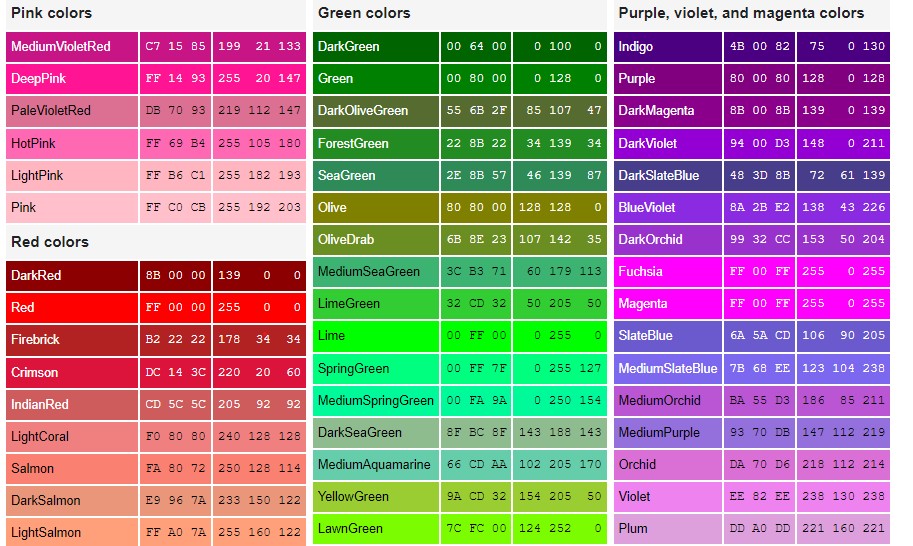 Pink colors
MediumVioletRed C7 15 85 199 21 133
DeepPink FF 14 93 255 20 147
PaleVioletRed DB 70 93 219 112 147
HotPink FF 69 B4 255 105 180
LightPink FF B6 C1 255 182 193
Pink FF C0 CB 255 192 203
Red colors
DarkRed 8B 00 00 139 0 0
Red FF 00 00 255 0 0
Firebrick B2 22 22 178 34 34
Crimson DC 14 3C 220 20 60
IndianRed CD 5C 5C 205 92 92
LightCoral F0 80 80 240 128 128
Salmon FA 80 72 250 128 114
DarkSalmon E9 96 7A 233 150 122
LightSalmon FF A0 7A 255 160 122
Green colors
DarkGreen 00 64 00 0 100 0
Green 00 80 00 0 128 0
DarkOliveGreen 55 6B 2F 85 107 47
ForestGreen 22 8B 22 34 139 34
SeaGreen 2E 8B 57 46 139 87
Olive 80 80 00 128 128 0
OliveDrab 6B 8E 23 107 142 35
MediumSeaGreen 3C B3 71 60 179 113
LimeGreen 32 CD 32 50 205 50
Lime 00 FF 00 0 255 0
SpringGreen 00 FF 7F 0 255 127
MediumSpringGreen 00 FA 9A 0 250 154
DarkSeaGreen 8F BC 8F 143 188 143
MediumAquamarine 66 CD AA 102 205 170
YellowGreen 9A CD 32 154 205 50
LawnGreen 7C FC 00 124 252 0
Purple, violet, and magenta colors
Indigo 4B 00 82 75 0 130
Purple 80 00 80 128 0 128
DarkMagenta 8B 00 8B 139 0 139
DarkViolet 94 00 D3 148 0 211
DarkSlateBlue 48 3D 8B 72 61 139
BlueViolet 8A 2B E2 138 43 226
DarkOrchid 99 32 CC 153 50 204
Fuchsia FF 00 FF 255 0 255
Magenta FF 00 FF 255 0 255
SlateBlue 6A 5A CD 106 90 205
MediumSlateBlue 7B 68 EE 123 104 238
MediumOrchid BA 55 D3 186 85 211
MediumPurple 93 70 DB 147 112 219
Orchid DA 70 D6 218 112 214
Violet EE 82 EE 238 130 238
Plum DD A0 DD 221 160 221